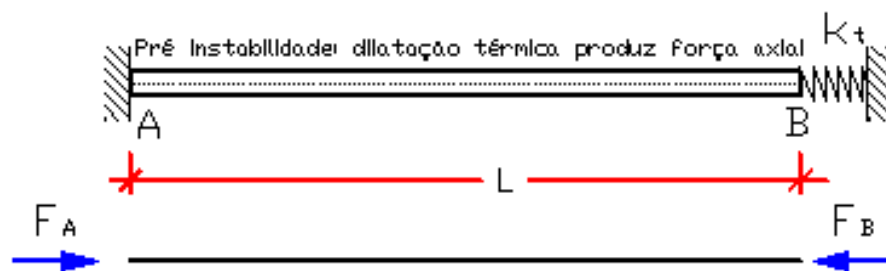 Pré instabilidade: dilatação térmica produz força axial
Kt
A
B
L
FA
FB